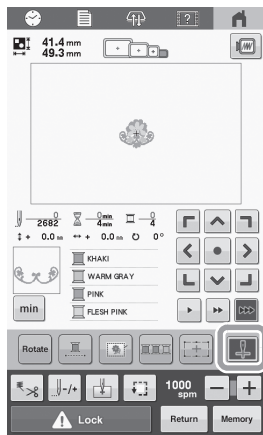 41.4 mm
49.3 mm
0
2682
0 min
4 min
0
4
+ 0.0 mm
+ 0.0 mm
0°
KHAKI
WARM GRAY
PINK
FLESH PINK
min
Rotate
-/+
1000
spm
− +
Lock
Return
Memory